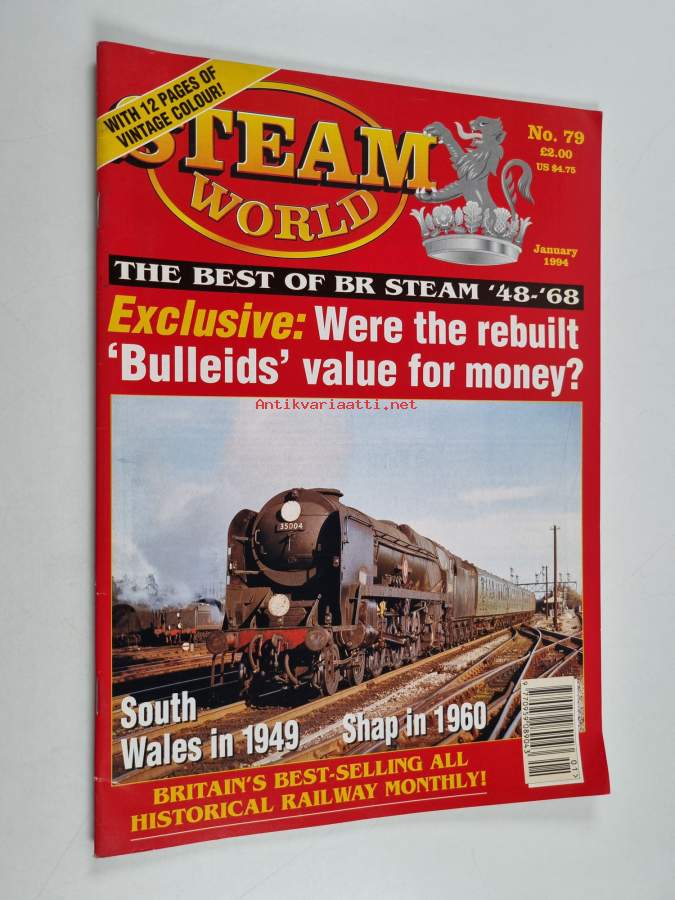 WITH 12 PAGES OF
VINTAGE COLOUR!
STEAM
WORLD
No. 79
£2.00
US $4.75
January
1994
THE BEST OF BR STEAM '48-'68
Exclusive: Were the rebuilt
'Bulleids' value for money?
Antikvariaatti.net
35004
South
Wales in 1949
Shap in 1960
01>
BRITAIN'S BEST-SELLING ALL
HISTORICAL RAILWAY MONTHLY!